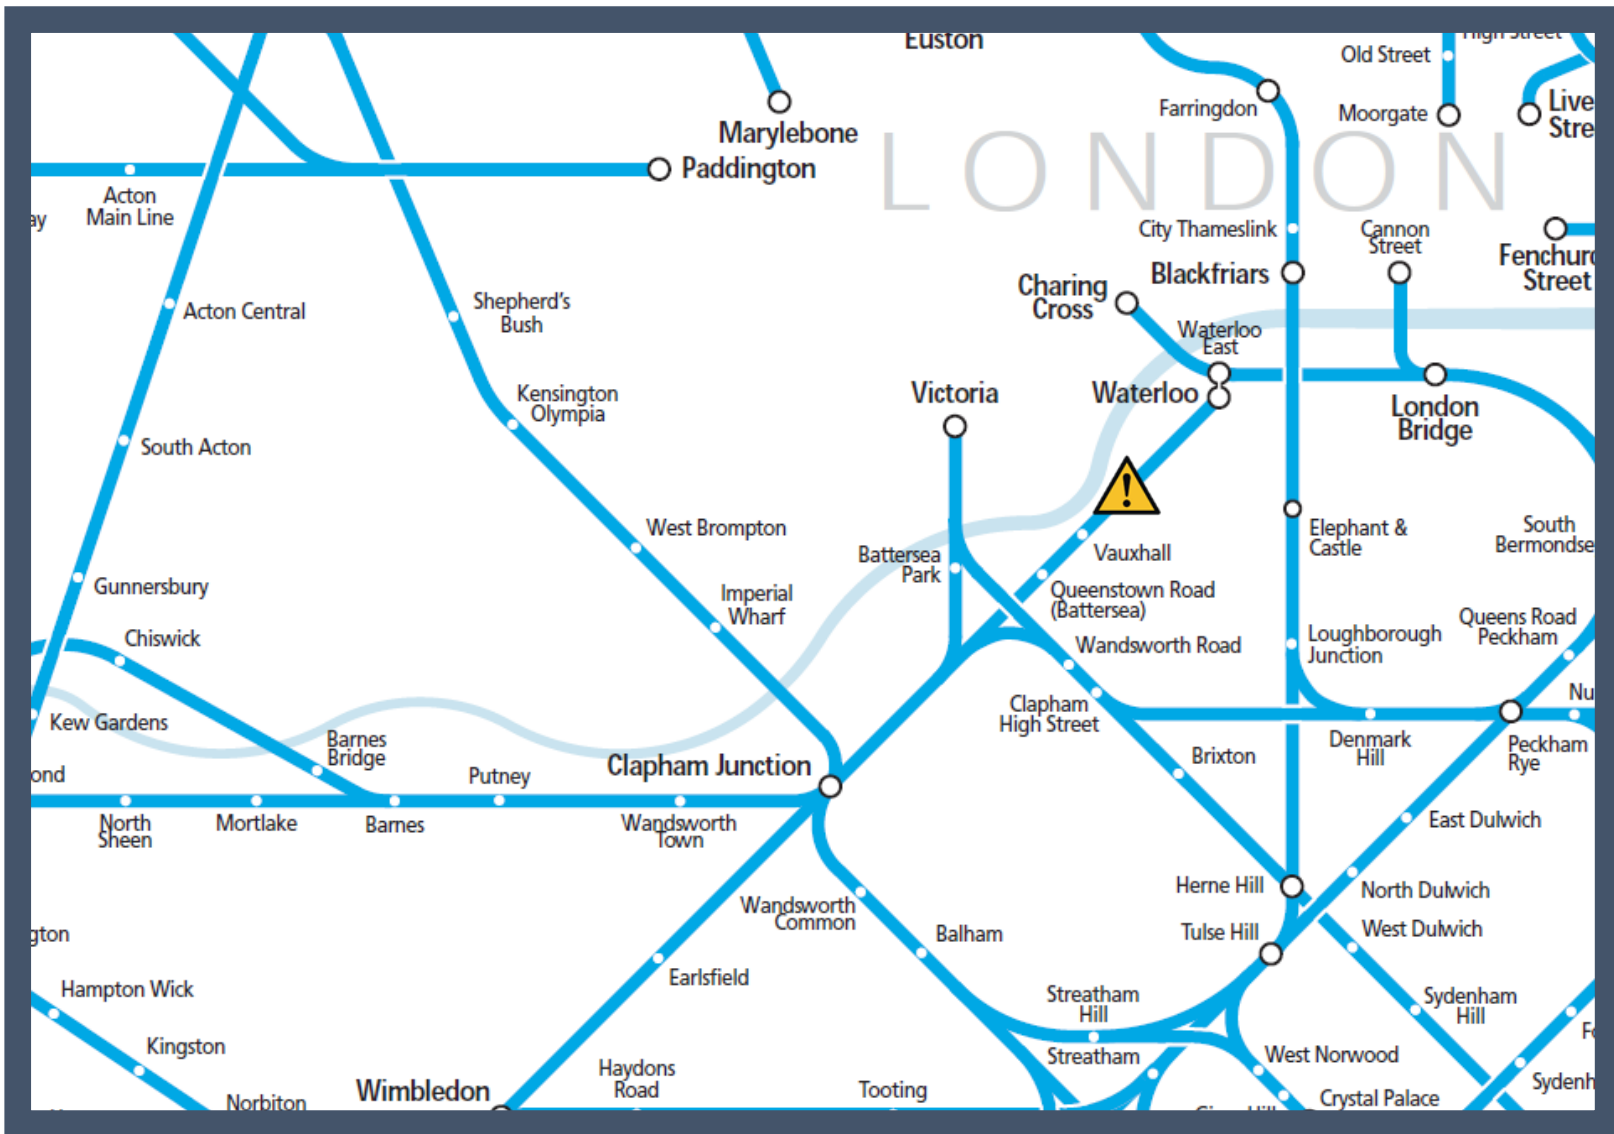 Euston
Old Street
High Street
Farringdon
Moorgate
Marylebone
Paddington
LONDON
Acton
Main Line
City Thameslink
Cannon
Street
Blackfriars
Street
Charing
Cross
Acton Central
Shepherd's
Bush
Waterloo
East
Victoria
Waterloo
Kensington
Olympia
London
Bridge
South Acton
West Brompton
Elephant &
Castle
South
Vauxhall
Battersea
Park
Gunnersbury
Imperial
Wharf
Queenstown Road
(Battersea)
Queens Road
Peckham
Chiswick
Wandsworth Road
Loughborough
Junction
Kew Gardens
Clapham
High Street
Barnes
Bridge
Denmark
Hill
Peckham
Rye
Brixton
Clapham Junction
Putney
North
Sheen
Mortlake
Barnes
Wandsworth
Town
East Dulwich
Herne Hill
North Dulwich
Wandsworth
Common
Balham
Tulse Hill
West Dulwich
Earlsfield
Hampton Wick
Streatham
Hill
Sydenham
Hill
Kingston
Streatham
West Norwood
Haydons
Road
Wimbledon
Tooting
Norbiton
Crystal Palace